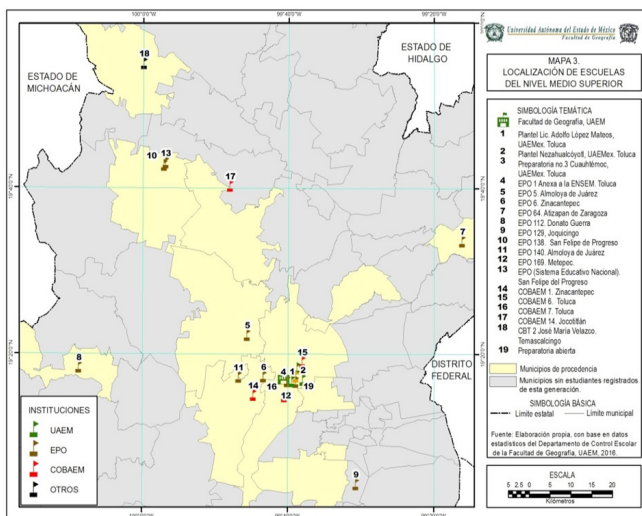 100°0'0"W
99°40'0"W
99°20'0"W
ESTADO DE
MICHOACÁN
ESTADO DE
HIDALGO
DISTRITO
FEDERAL
18
10
13
17
7
5
8
11
6
14
16
4
1
2
15
19
12
9
19°40'0"N
19°20'0"N
INSTITUCIONES
UAEM
EPO
COBAEM
OTROS
Universidad Autónoma del Estado de México
Facultad de Geografía
MAPA 3.
LOCALIZACIÓN DE ESCUELAS
DEL NIVEL MEDIO SUPERIOR
SIMBOLOGÍA TEMÁTICA
Facultad de Geografía, UAEM
1 Plantel Lic. Adolfo López Mateos,
UAEMex. Toluca
2 Plantel Nezahualcóyotl, UAEMex. Toluca
3 Preparatoria no.3 Cuauhtémoc,
UAEMex. Toluca
4 EPO 1 Anexa a la ENSEM. Toluca
5 EPO 5. Almoloya de Juárez
6 EPO 6. Zinacantepec
7 EPO 64. Atizapan de Zaragoza
8 EPO 112. Donato Guerra
9 EPO 129, Joquicingo
10 EPO 138. San Felipe de Progreso
11 EPO 140. Almoloya de Juárez
12 EPO 169. Metepec.
13 EPO (Sistema Educativo Nacional).
San Felipe del Progreso
14 COBAEM 1. Zinacantepec
15 COBAEM 6. Toluca
16 COBAEM 7. Toluca
17 COBAEM 14. Jocotitlán
18 CBT 2 José María Velazco.
Temascalcingo
19 Preparatoria abierta
Municipios de procedencia
Municipios sin estudiantes registrados
de esta generación.
SIMBOLOGÍA BÁSICA
Límite estatal
Límite municipal
Fuente: Elaboración propia, con base en datos
estadísticos del Departamento de Control Escolar
de la Facultad de Geografía, UAEM, 2016.
ESCALA
5 2.5 0 5 10 15 20
Kilómetros